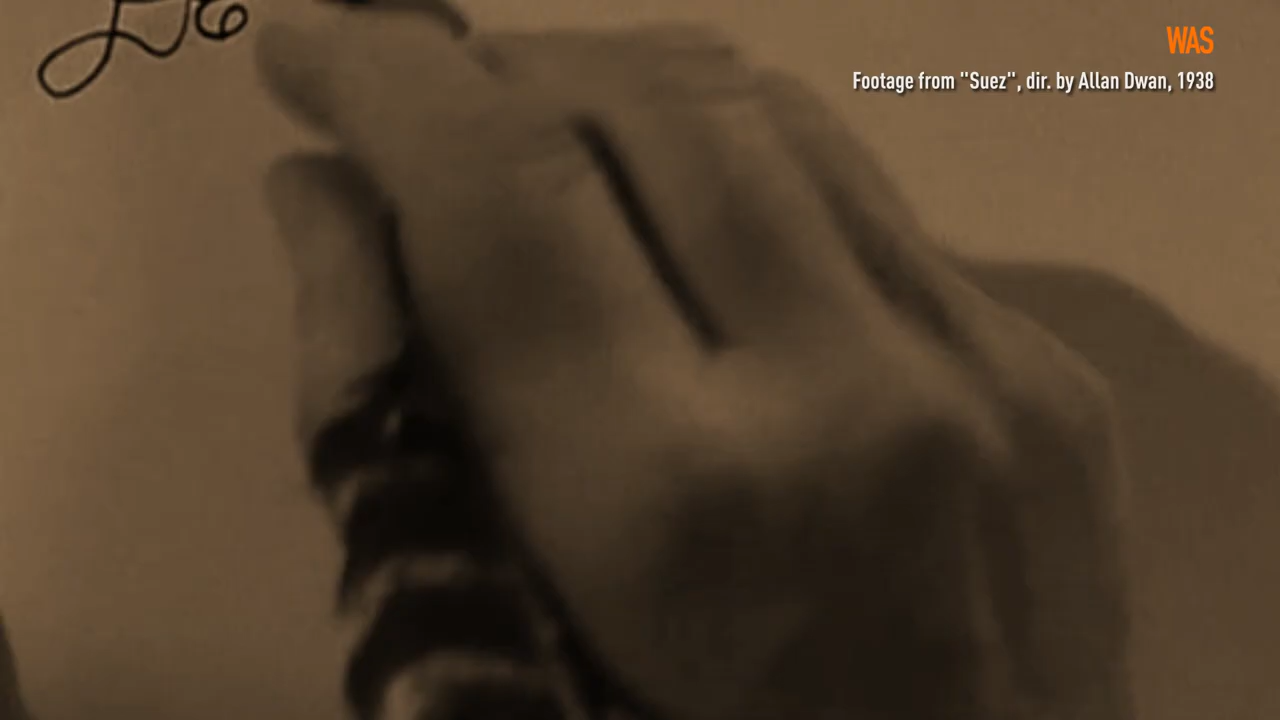 WAS
Footage from "Suez", dir. by Allan Dwan, 1938